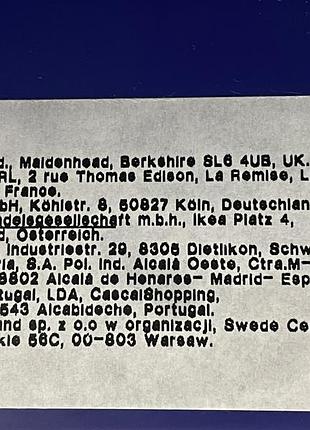 d., Maidenhead, Berkshire SL6 4UB, UK.
RL, 2 rue Thomas Edison, La Remise, L
France.
bH, Köhlstr. 8, 50827 Köln, Deutschlan
ndelsgesellschaft m.b.h., Ikea Platz 4,
d, Österreich.
Industriestr. 29, 8305 Dietlikon, Schw
ria, S.A. Pol. Ind. Alcalá Oeste, Ctra.M-
8802 Alcalá de Henares- Madrid- Esp
tugal, LDA, CascaiShopping,
543 Alcabideche, Portugal.
und sp. z o.o w organizacji, Swede Ce
kie 56C, 00-803 Warsaw.